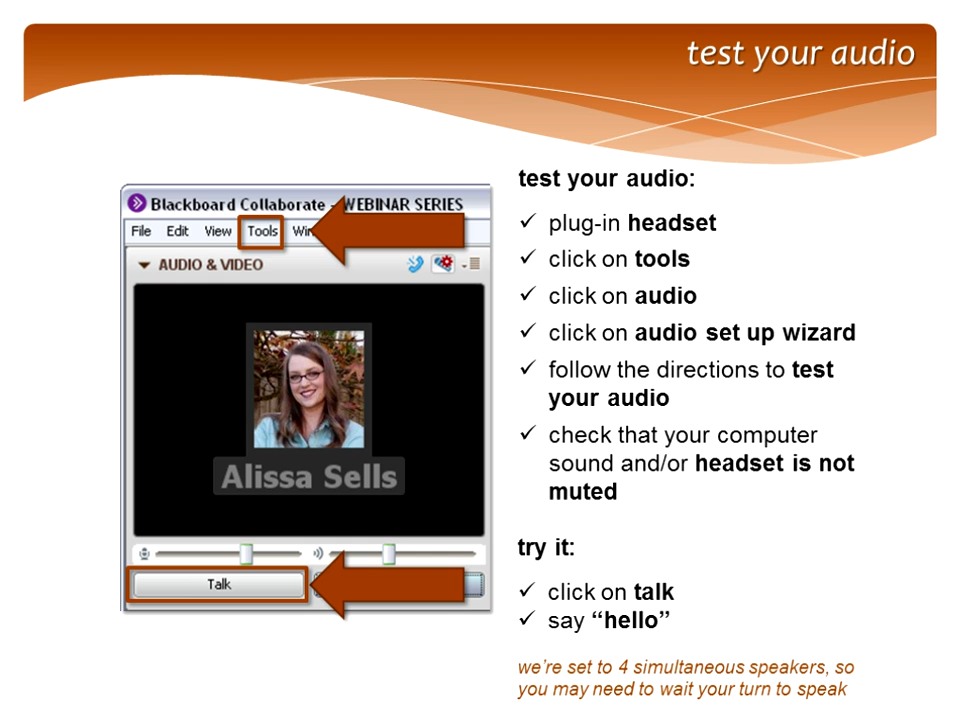 test your audio
Blackboard Collaborate - WEBINAR SERIES
File Edit View Tools
AUDIO & VIDEO
Alissa Sells
Talk
test your audio:
✓ plug-in headset
✓ click on tools
✓ click on audio
✓ click on audio set up wizard
✓ follow the directions to test
your audio
✓ check that your computer
sound and/or headset is not
muted
try it:
✓ click on talk
✓ say “hello”
we’re set to 4 simultaneous speakers, so
you may need to wait your turn to speak